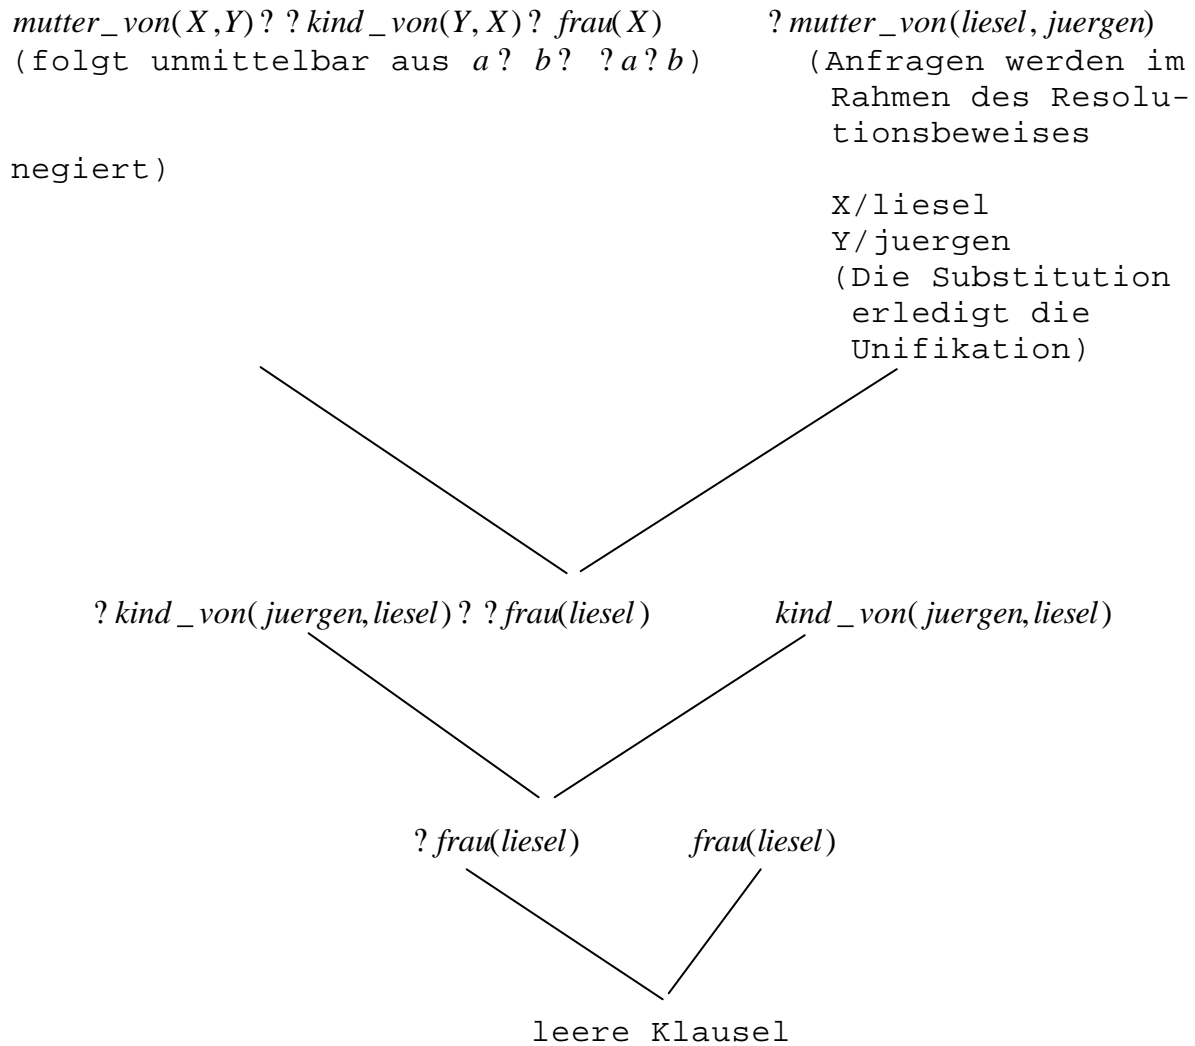 mutter_von(X,Y)? ?kind_von(Y,X)? frau(X) ?mutter_von(liesel,juergen)
(folgt unmittelbar aus a? b? ?a?b) (Anfragen werden im
Rahmen des Resolu-
tionsbeweises
negiert)
X/liesel
Y/juergen
(Die Substitution
erledigt die
Unifikation)
?kind_von(juergen,liesel)? ?frau(liesel) kind_von(juergen,liesel)
?frau(liesel) frau(liesel)
leere Klausel